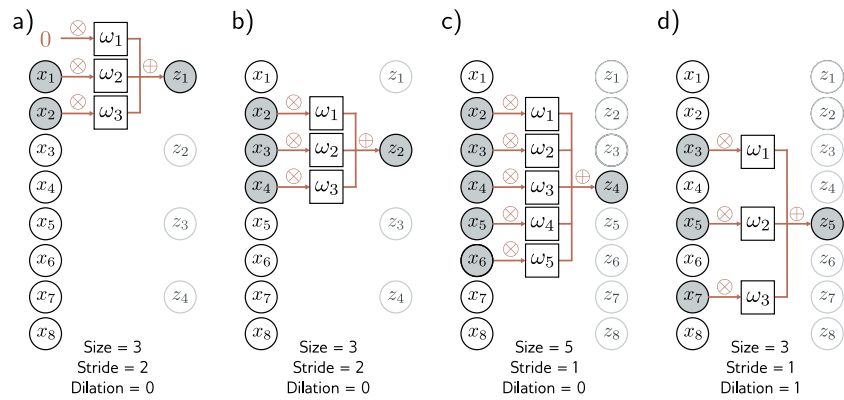 a)
b)
c)
d)
0 ⊗ ω₁
x₁ ⊗ ω₂ ⊕ z₁
x₂ ⊗ ω₃
x₃ z₂
x₄
x₅ z₃
x₆
x₇ z₄
x₈
Size = 3
Stride = 2
Dilation = 0
x₁ z₁
x₂ ⊗ ω₁
x₃ ⊗ ω₂ ⊕ z₂
x₄ ⊗ ω₃
x₅ z₃
x₆
x₇ z₄
x₈
Size = 3
Stride = 2
Dilation = 0
x₁ z₁
x₂ ⊗ ω₁ z₂
x₃ ⊗ ω₂ z₃
x₄ ⊗ ω₃ ⊕ z₄
x₅ ⊗ ω₄ z₅
x₆ ⊗ ω₅ z₆
x₇ z₇
x₈ z₈
Size = 5
Stride = 1
Dilation = 0
x₁ z₁
x₂ z₂
x₃ ⊗ ω₁ z₃
x₄ z₄
x₅ ⊗ ω₂ ⊕ z₅
x₆ z₆
x₇ ⊗ ω₃ z₇
x₈ z₈
Size = 3
Stride = 1
Dilation = 1